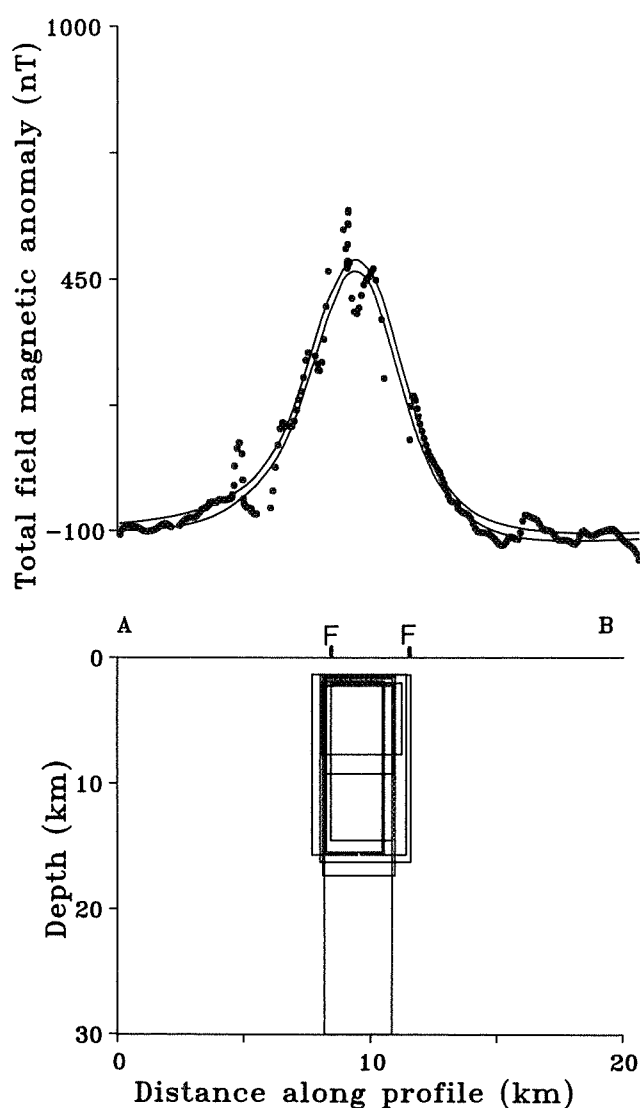 1000
450
-100
Total field magnetic anomaly (nT)
A
F
F
B
0
10
20
30
Depth (km)
0
10
20
Distance along profile (km)